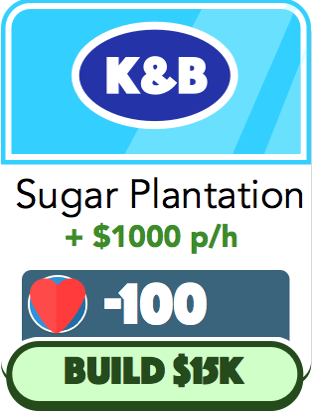 K&B
Sugar Plantation
+ $1000 p/h
-100
BUILD $15K